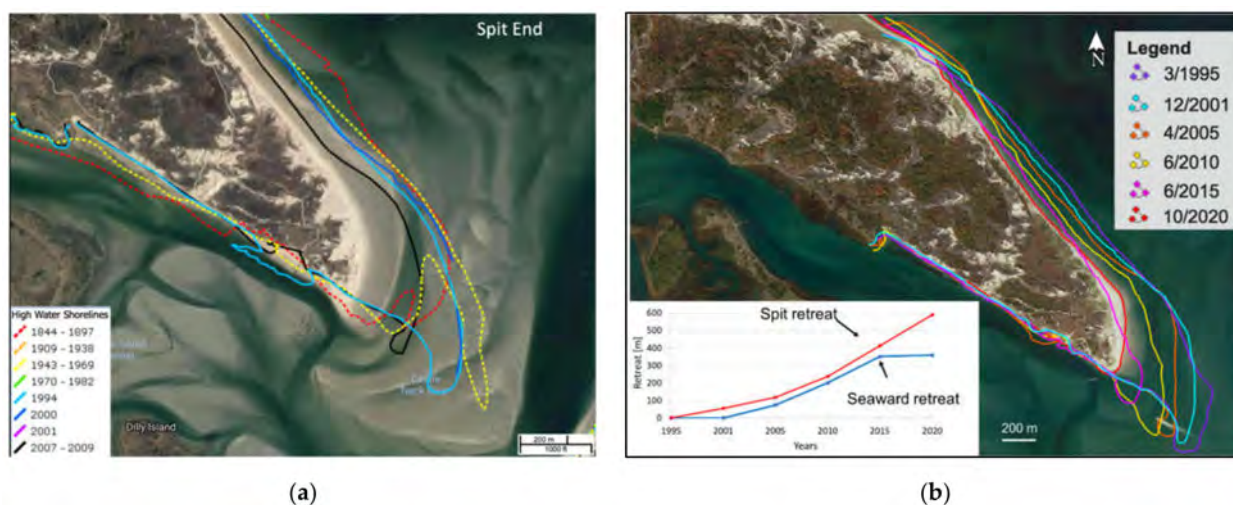 Spit End
High Water Shorelines
1844 - 1897
1909 - 1938
1943 - 1969
1970 - 1982
1994
2000
2001
2007 - 2009
Dilly Island
200 m
1000 ft
(a)
N
Legend
3/1995
12/2001
4/2005
6/2010
6/2015
10/2020
Retreat [m]
600
500
400
300
200
100
0
Spit retreat
Seaward retreat
1995
2001
2005
2010
2015
2020
Years
200 m
(b)